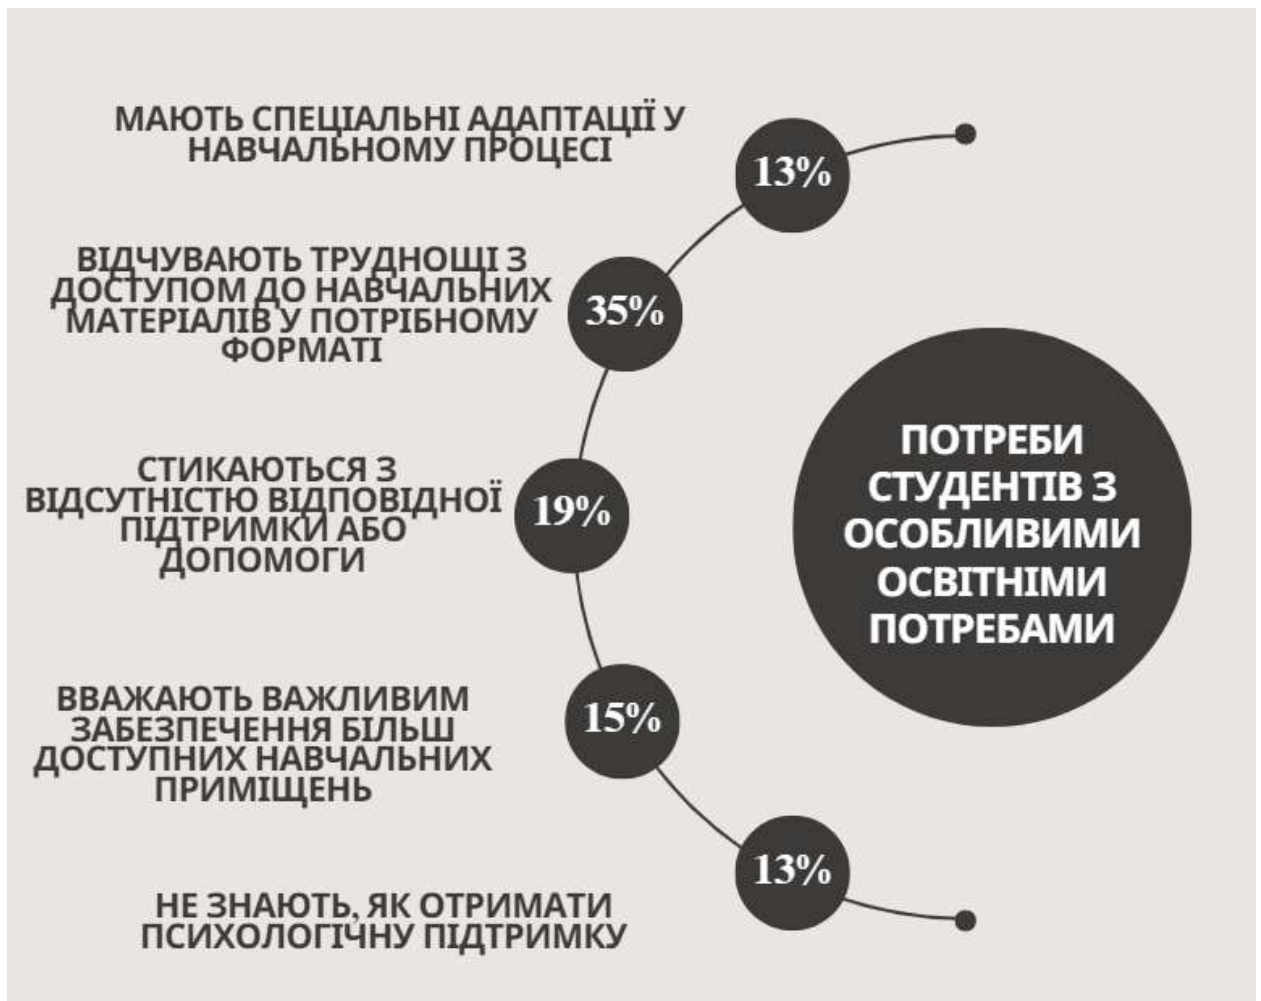 МАЮТЬ СПЕЦІАЛЬНІ АДАПТАЦІЇ У
НАВЧАЛЬНОМУ ПРОЦЕСІ
13%
ВІДЧУВАЮТЬ ТРУДНОЩІ З
ДОСТУПОМ ДО НАВЧАЛЬНИХ
МАТЕРІАЛІВ У ПОТРІБНОМУ
ФОРМАТІ
35%
СТИКАЮТЬСЯ З
ВІДСУТНІСТЮ ВІДПОВІДНОЇ
ПІДТРИМКИ АБО
ДОПОМОГИ
19%
ВВАЖАЮТЬ ВАЖЛИВИМ
ЗАБЕЗПЕЧЕННЯ БІЛЬШ
ДОСТУПНИХ НАВЧАЛЬНИХ
ПРИМІЩЕНЬ
15%
НЕ ЗНАЮТЬ, ЯК ОТРИМАТИ
ПСИХОЛОГІЧНУ ПІДТРИМКУ
13%
ПОТРЕБИ
СТУДЕНТІВ З
ОСОБЛИВИМИ
ОСВІТНІМИ
ПОТРЕБАМИ